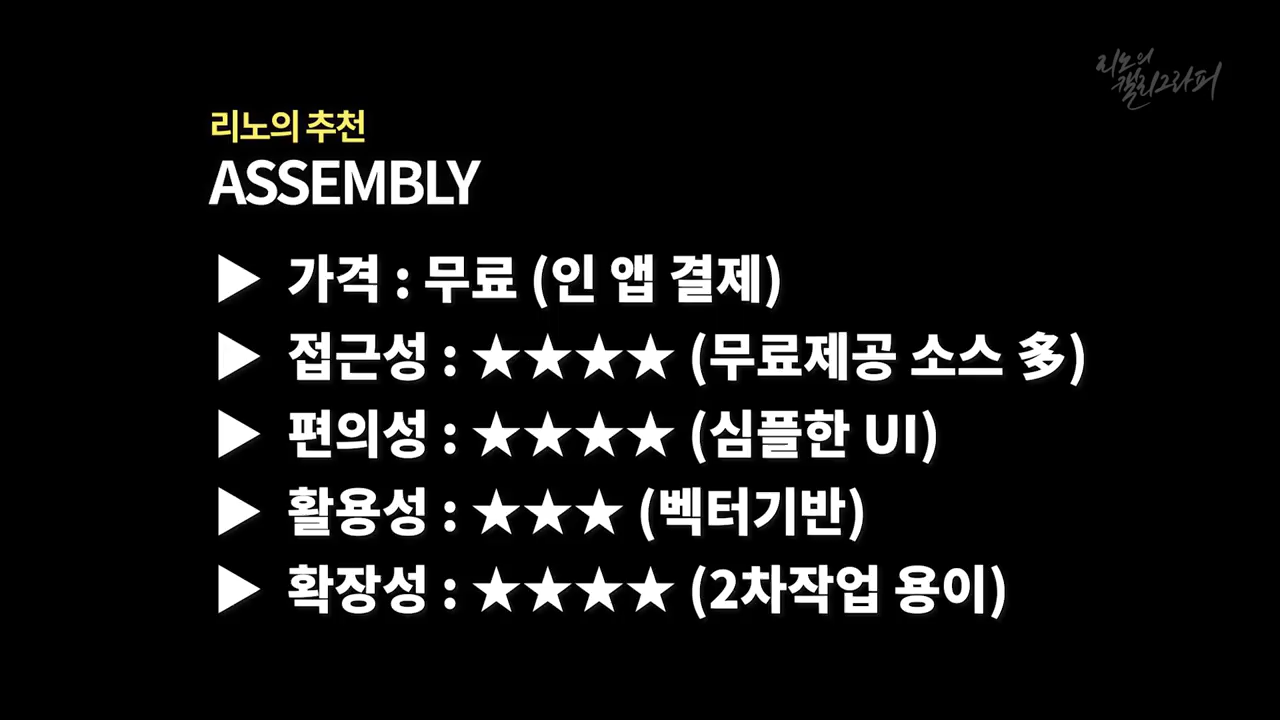 리노의 캘리그라피
리노의 추천
ASSEMBLY
▶ 가격 : 무료 (인 앱 결제)
▶ 접근성 : ★★★★ (무료제공 소스 多)
▶ 편의성 : ★★★★ (심플한 UI)
▶ 활용성 : ★★★ (벡터기반)
▶ 확장성 : ★★★★ (2차작업 용이)